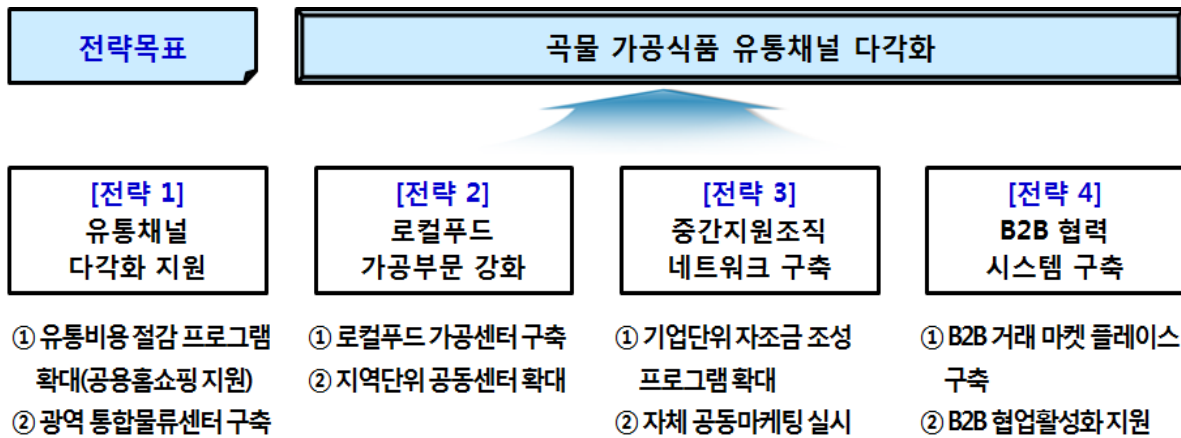 전략목표
곡물 가공식품 유통채널 다각화
[전략 1]
유통채널
다각화 지원
[전략 2]
로컬푸드
가공부문 강화
[전략 3]
중간지원조직
네트워크 구축
[전략 4]
B2B 협력
시스템 구축
① 유통비용 절감 프로그램
확대(공용홈쇼핑 지원)
② 광역 통합물류센터 구축
① 로컬푸드 가공센터 구축
② 지역단위 공동센터 확대
① 기업단위 자조금 조성
프로그램 확대
② 자체 공동마케팅 실시
① B2B 거래 마켓 플레이스
구축
② B2B 협업활성화 지원